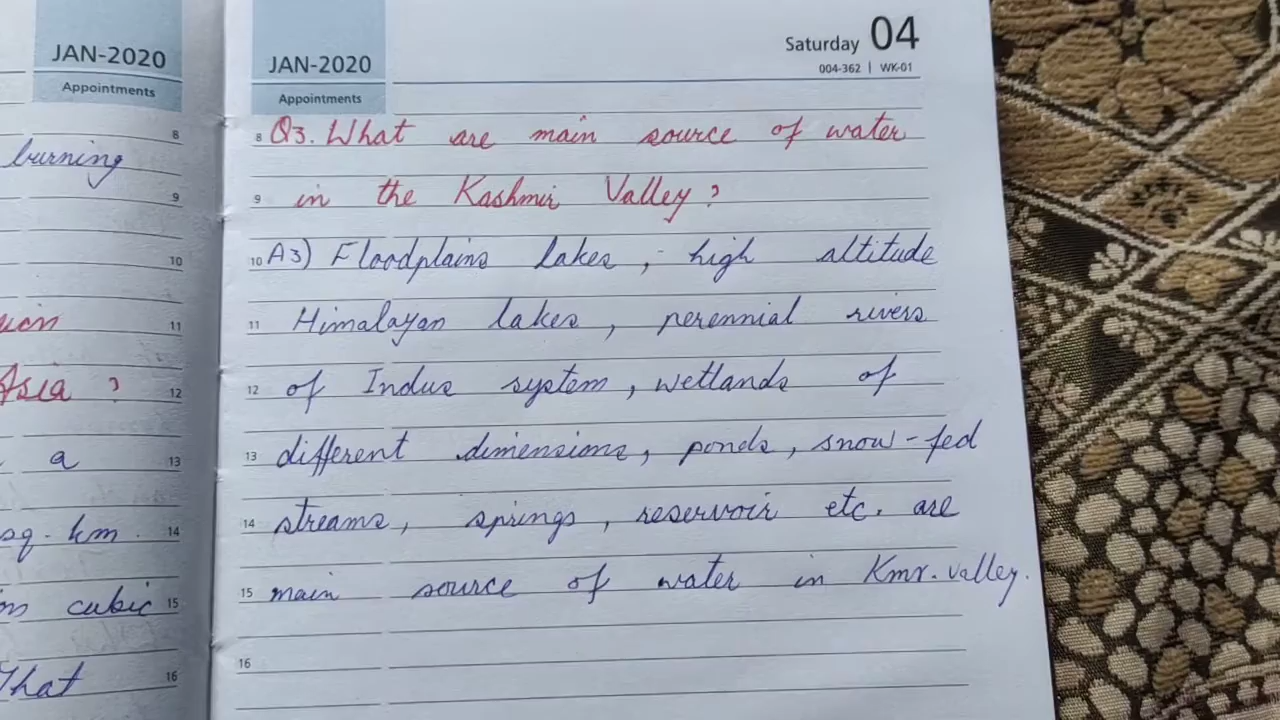 JAN-2020
Appointments
8
burning
9
10
11
Asia ?
12
a
13
sq. km.
14
cubic
15
That
16
JAN-2020
Appointments
Saturday 04
004-362 | WK-01
8 Q3. What are main source of water
9 in the Kashmir Valley ?
10 A3) Floodplains lakes, high altitude
11 Himalayan lakes, perennial rivers
12 of Indus system, wetlands of
13 different dimensions, ponds, snow-fed
14 streams, springs, reservoir etc. are
15 main source of water in Kmr. valley.
16